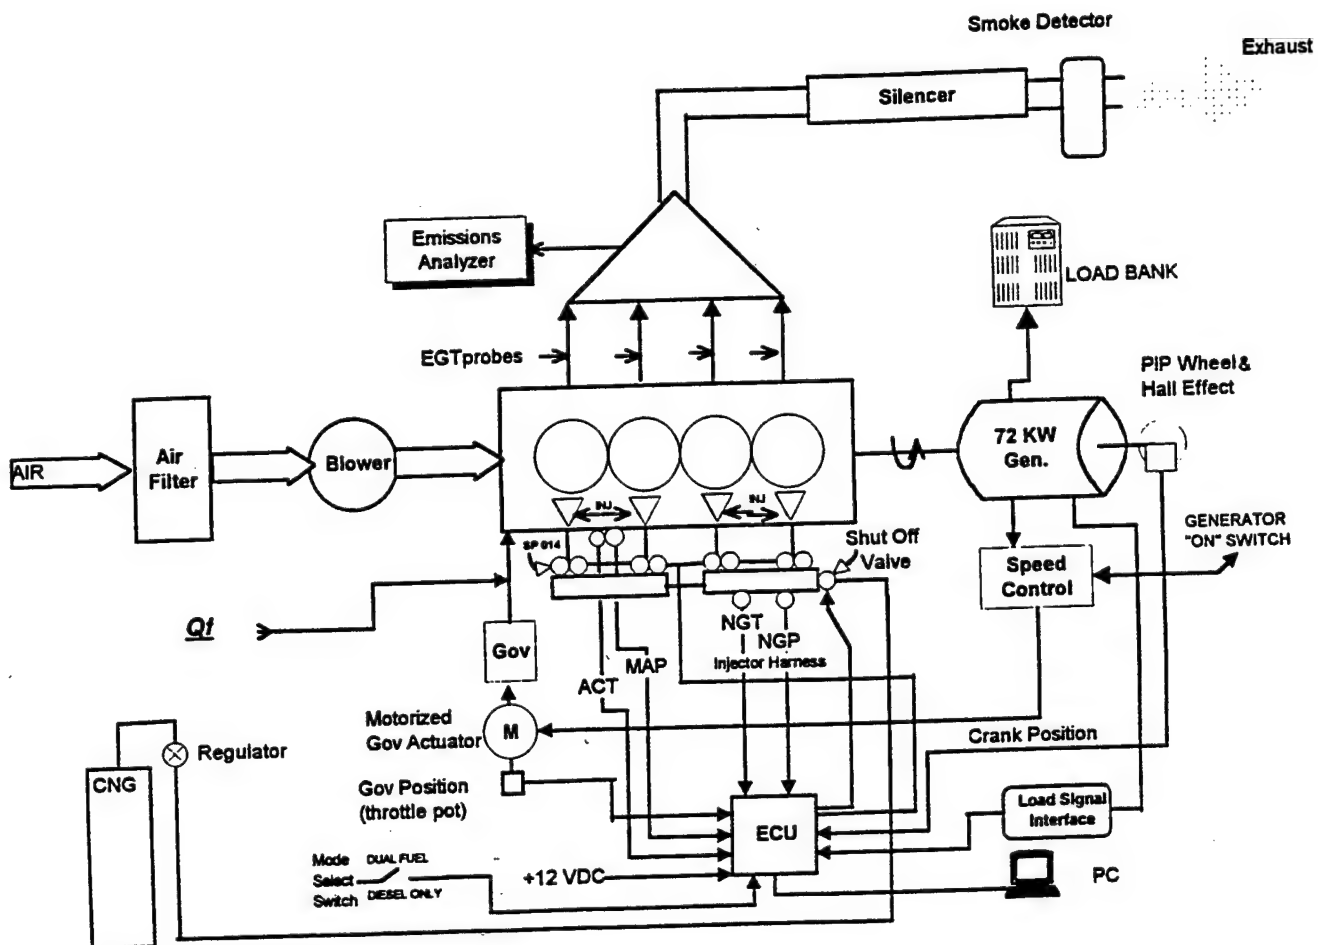 Smoke Detector
Exhaust
Silencer
Emissions
Analyzer
LOAD BANK
EGTprobes
PIP Wheel &
Hall Effect
AIR
Air
Filter
Blower
72 KW
Gen.
INJ
INJ
SP 014
Shut Off
Valve
GENERATOR
"ON" SWITCH
Speed
Control
Qf
Gov
NGT
NGP
Injector Harness
MAP
ACT
Motorized
Gov Actuator
M
Crank Position
Regulator
CNG
Gov Position
(throttle pot)
ECU
Load Signal
Interface
Mode
Select
Switch
DUAL FUEL
DIESEL ONLY
+12 VDC
PC